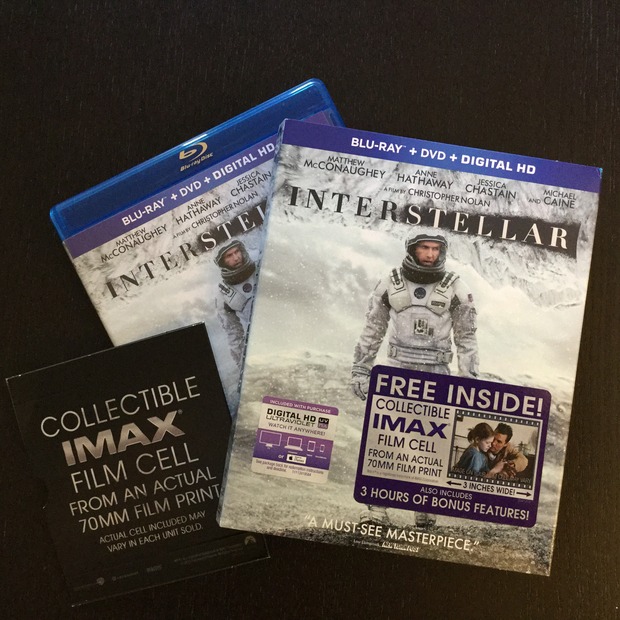 Blu-ray Disc
BLU-RAY + DVD + DIGITAL HD
MATTHEW McCONAUGHEY
ANNE HATHAWAY
JESSICA CHASTAIN
A FILM BY CHRISTOPHER NOLAN
INTERSTELL
BLU-RAY + DVD + DIGITAL HD
MATTHEW McCONAUGHEY
ANNE HATHAWAY
JESSICA CHASTAIN
AND MICHAEL CAINE
A FILM BY CHRISTOPHER NOLAN
INTERSTELLAR
INCLUDED WITH PURCHASE
DIGITAL HD
ULTRAVIOLET
WATCH IT ANYWHERE!
FREE INSIDE!
COLLECTIBLE
IMAX
FILM CELL
FROM AN ACTUAL
70MM FILM PRINT
3 INCHES WIDE
ALSO INCLUDES
3 HOURS OF BONUS FEATURES!
"A MUST-SEE MASTERPIECE."
COLLECTIBLE
IMAX®
FILM CELL
FROM AN ACTUAL
70MM FILM PRINT
ACTUAL CELL INCLUDED MAY
VARY IN EACH UNIT SOLD.